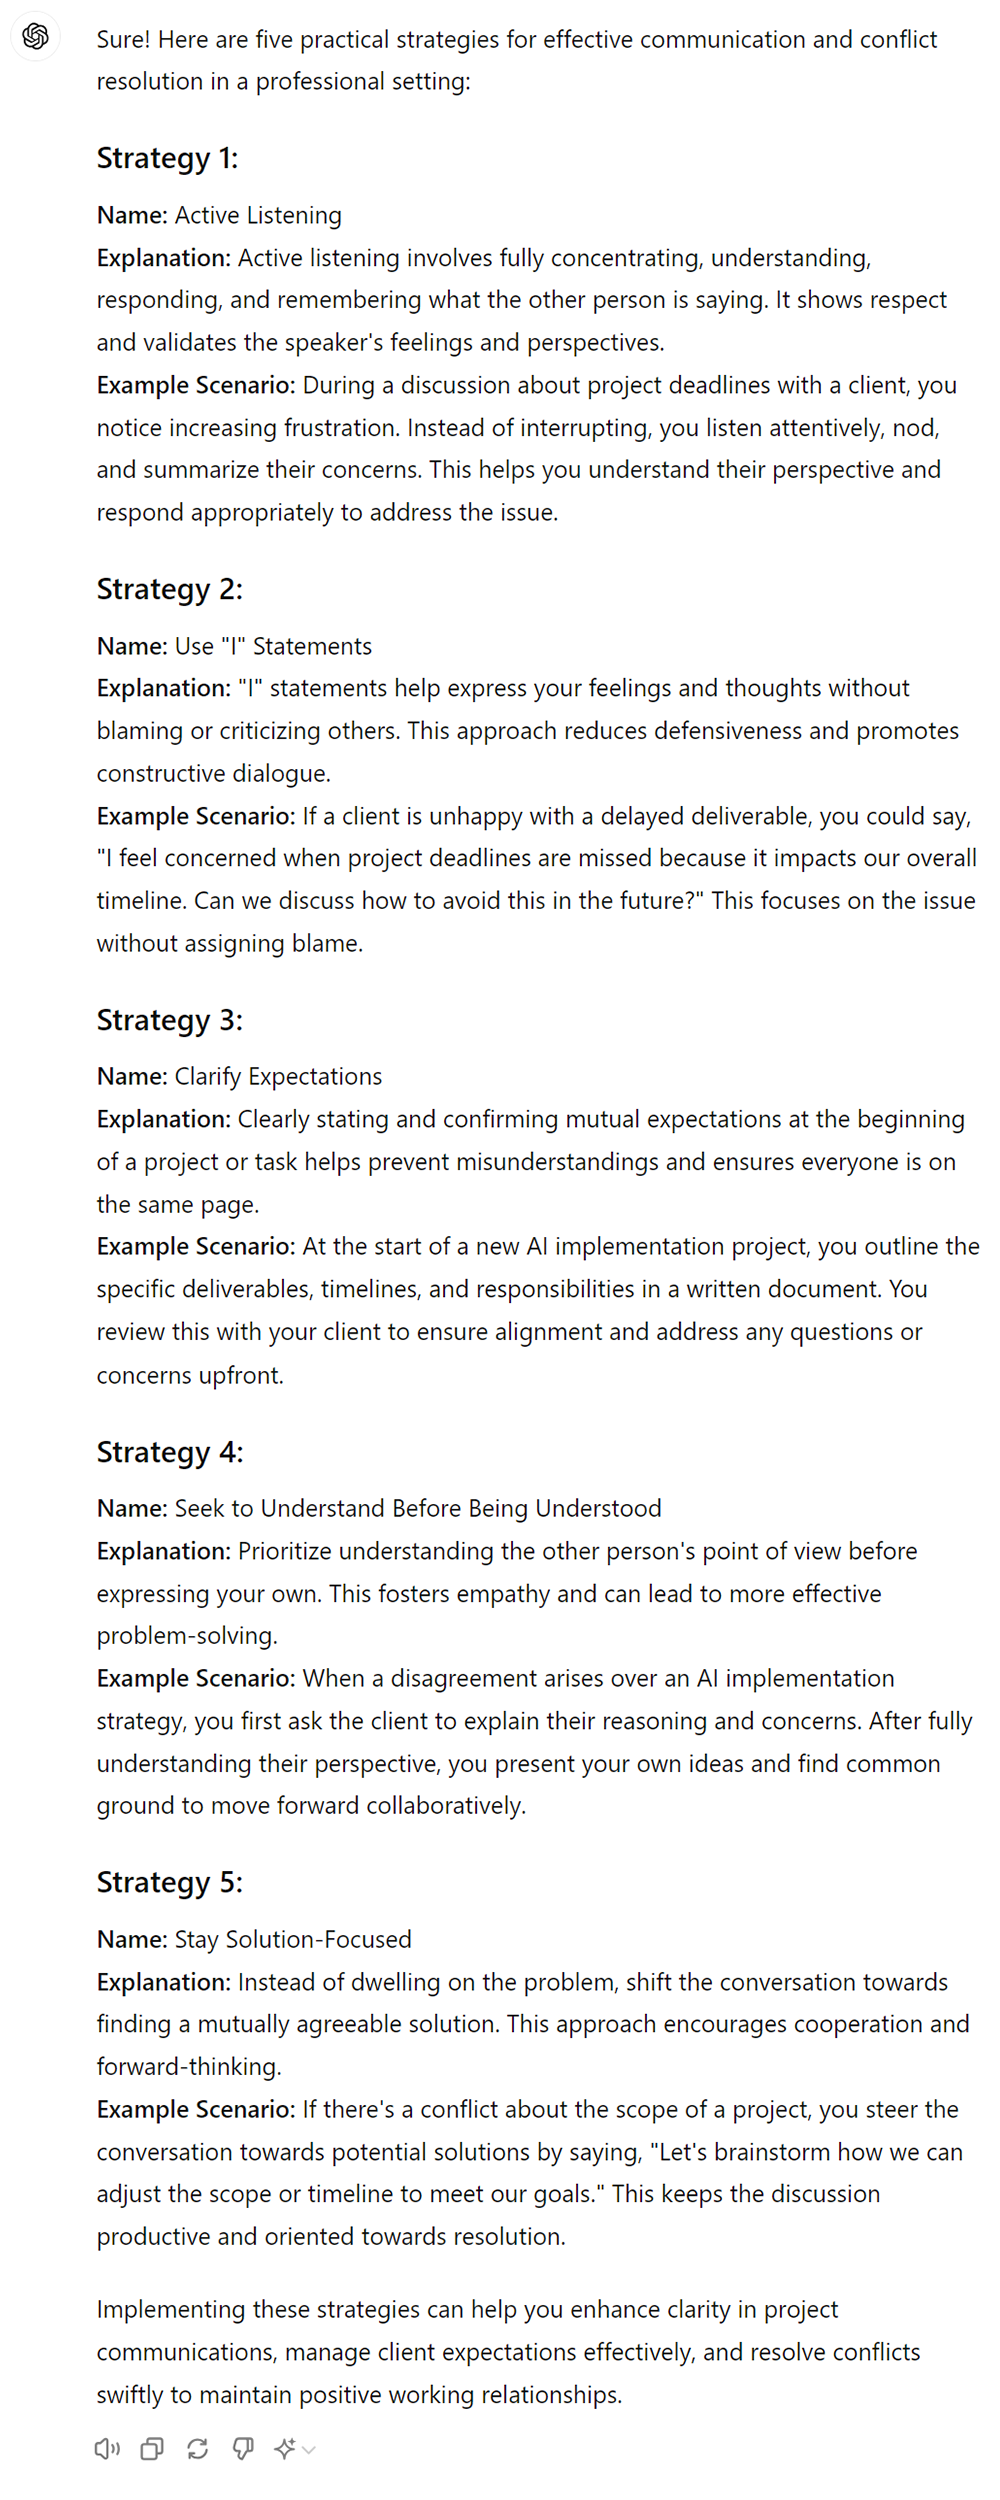 Sure! Here are five practical strategies for effective communication and conflict
resolution in a professional setting:
Strategy 1:
Name: Active Listening
Explanation: Active listening involves fully concentrating, understanding,
responding, and remembering what the other person is saying. It shows respect
and validates the speaker's feelings and perspectives.
Example Scenario: During a discussion about project deadlines with a client, you
notice increasing frustration. Instead of interrupting, you listen attentively, nod,
and summarize their concerns. This helps you understand their perspective and
respond appropriately to address the issue.
Strategy 2:
Name: Use "I" Statements
Explanation: "I" statements help express your feelings and thoughts without
blaming or criticizing others. This approach reduces defensiveness and promotes
constructive dialogue.
Example Scenario: If a client is unhappy with a delayed deliverable, you could say,
"I feel concerned when project deadlines are missed because it impacts our overall
timeline. Can we discuss how to avoid this in the future?" This focuses on the issue
without assigning blame.
Strategy 3:
Name: Clarify Expectations
Explanation: Clearly stating and confirming mutual expectations at the beginning
of a project or task helps prevent misunderstandings and ensures everyone is on
the same page.
Example Scenario: At the start of a new AI implementation project, you outline the
specific deliverables, timelines, and responsibilities in a written document. You
review this with your client to ensure alignment and address any questions or
concerns upfront.
Strategy 4:
Name: Seek to Understand Before Being Understood
Explanation: Prioritize understanding the other person's point of view before
expressing your own. This fosters empathy and can lead to more effective
problem-solving.
Example Scenario: When a disagreement arises over an AI implementation
strategy, you first ask the client to explain their reasoning and concerns. After fully
understanding their perspective, you present your own ideas and find common
ground to move forward collaboratively.
Strategy 5:
Name: Stay Solution-Focused
Explanation: Instead of dwelling on the problem, shift the conversation towards
finding a mutually agreeable solution. This approach encourages cooperation and
forward-thinking.
Example Scenario: If there's a conflict about the scope of a project, you steer the
conversation towards potential solutions by saying, "Let's brainstorm how we can
adjust the scope or timeline to meet our goals." This keeps the discussion
productive and oriented towards resolution.
Implementing these strategies can help you enhance clarity in project
communications, manage client expectations effectively, and resolve conflicts
swiftly to maintain positive working relationships.